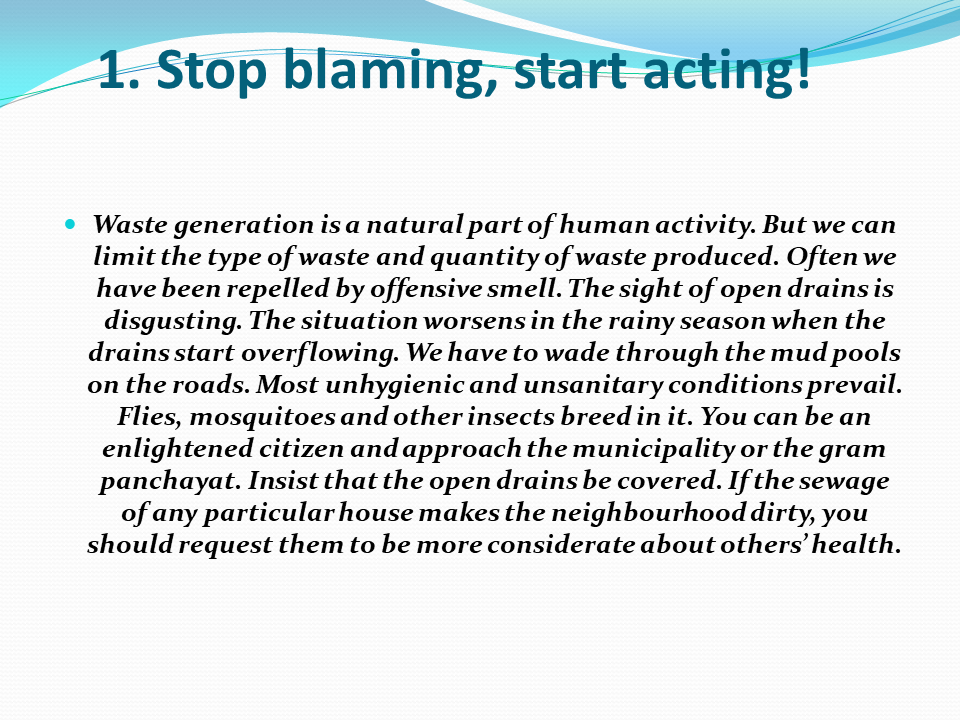 1. Stop blaming, start acting!
Waste generation is a natural part of human activity. But we can
limit the type of waste and quantity of waste produced. Often we
have been repelled by offensive smell. The sight of open drains is
disgusting. The situation worsens in the rainy season when the
drains start overflowing. We have to wade through the mud pools
on the roads. Most unhygienic and unsanitary conditions prevail.
Flies, mosquitoes and other insects breed in it. You can be an
enlightened citizen and approach the municipality or the gram
panchayat. Insist that the open drains be covered. If the sewage
of any particular house makes the neighbourhood dirty, you
should request them to be more considerate about others’ health.